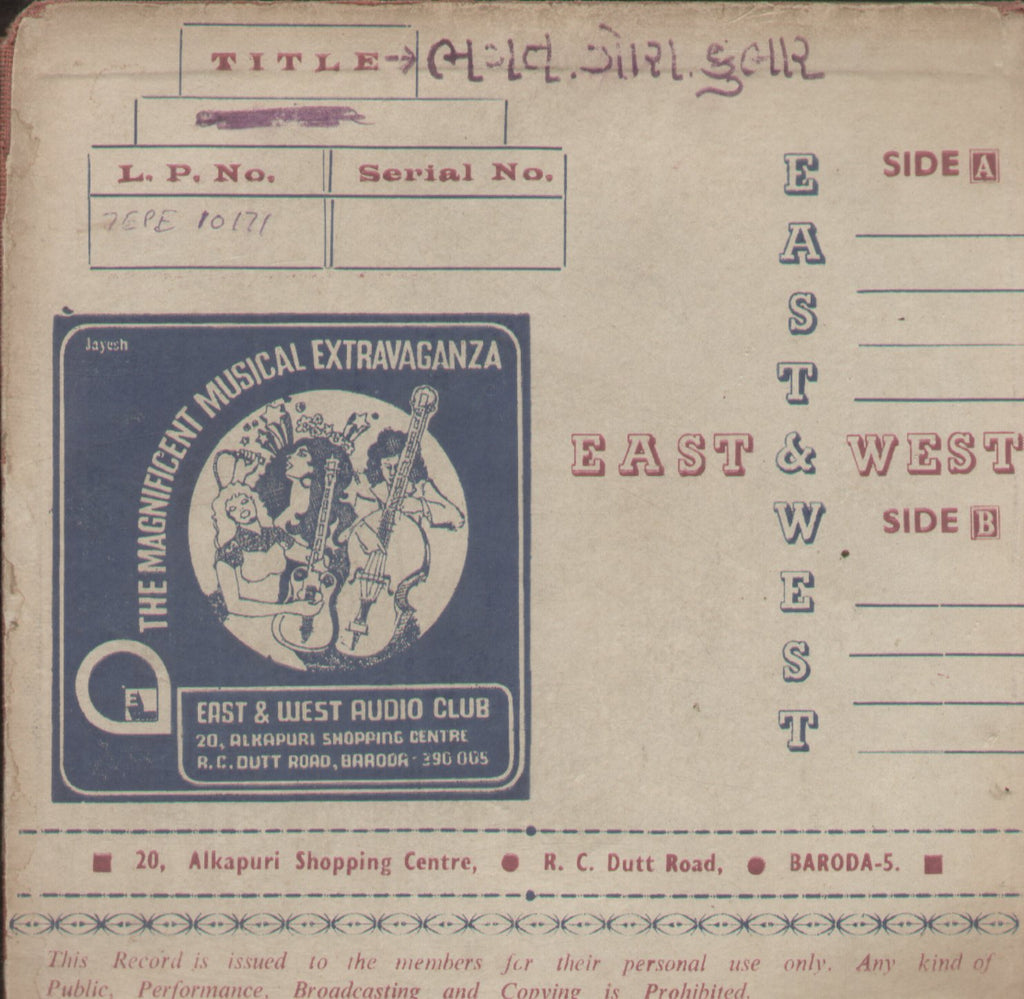 TITLE→ ભગત. ગોરા. કુભાર
L. P. No. Serial No.
7EPE 10171
SIDE A
EAST & WEST
EAST & WEST
SIDE B
Jayesh
THE MAGNIFICENT MUSICAL EXTRAVAGANZA
EAST & WEST AUDIO CLUB
20, ALKAPURI SHOPPING CENTRE
R.C. DUTT ROAD, BARODA - 390 005
20, Alkapuri Shopping Centre, ● R. C. Dutt Road, ● BARODA-5.
This Record is issued to the members for their personal use only. Any kind of
Public, Performance, Broadcasting and Copying is Prohibited.